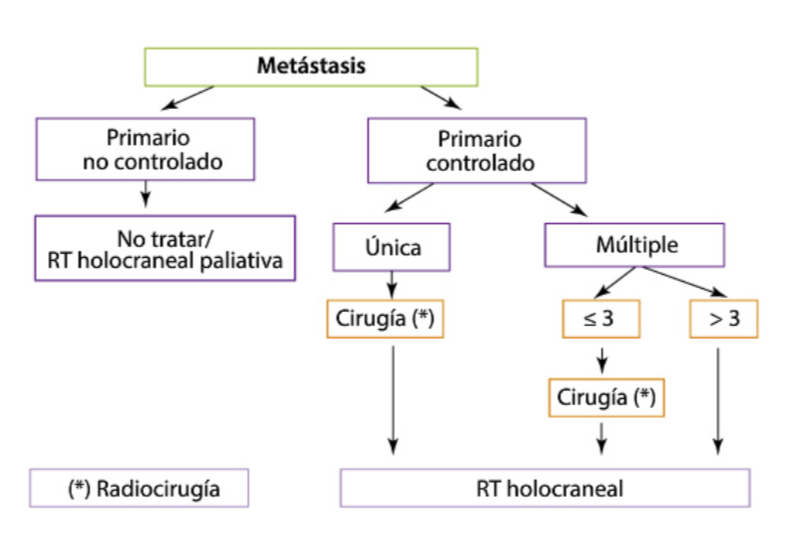 Metástasis
Primario
no controlado
Primario
controlado
No tratar/
RT holocraneal paliativa
Única
Múltiple
Cirugía (*)
≤ 3
> 3
Cirugía (*)
(*) Radiocirugía
RT holocraneal